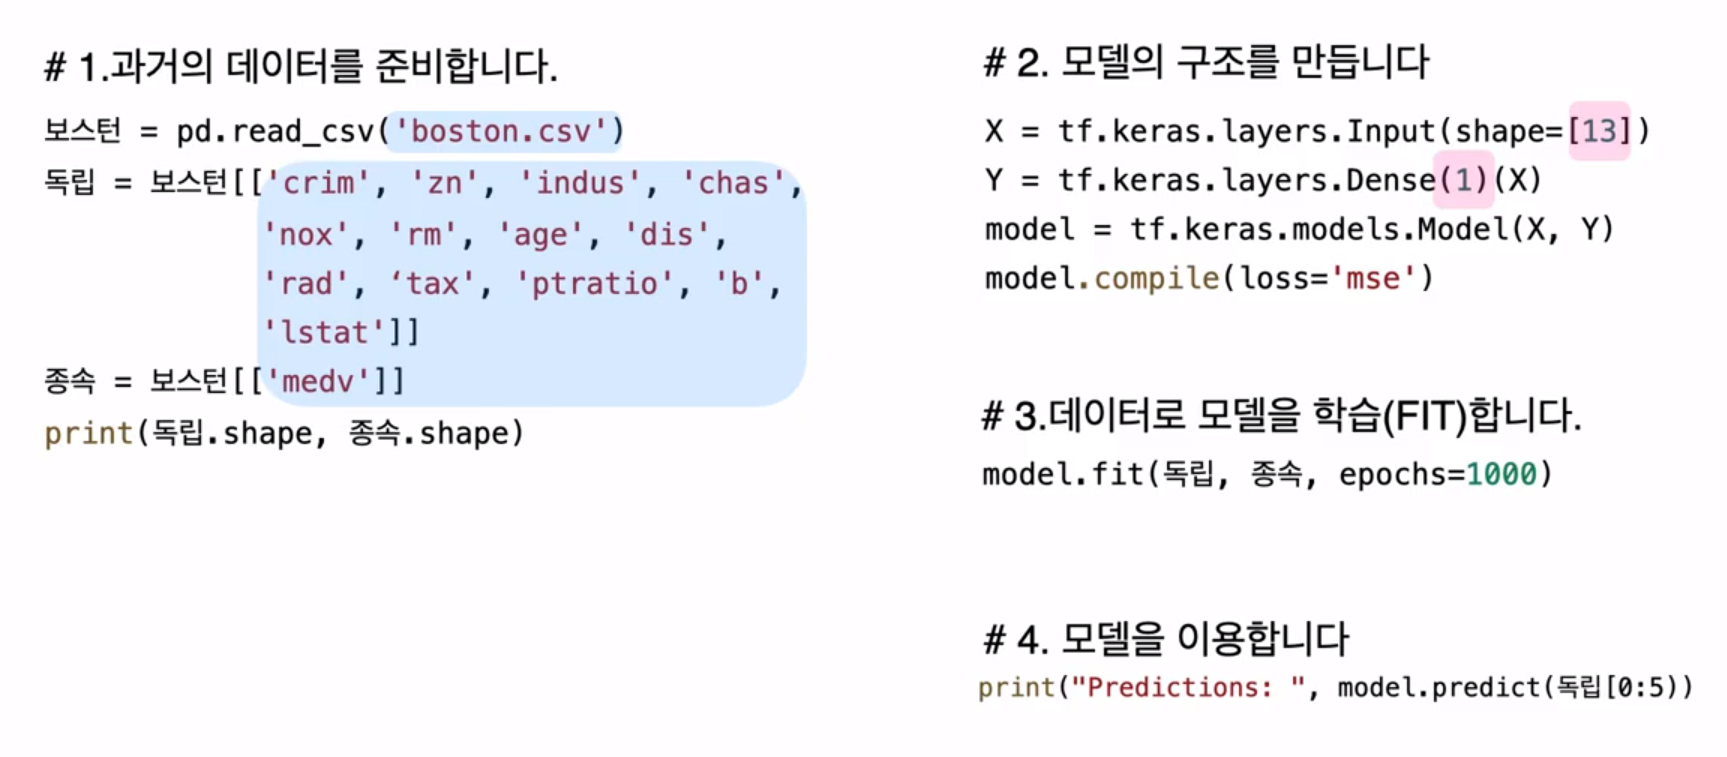 # 1.과거의 데이터를 준비합니다.
보스턴 = pd.read_csv('boston.csv')
독립 = 보스턴[['crim', 'zn', 'indus', 'chas',
'nox', 'rm', 'age', 'dis',
'rad', ‘tax', 'ptratio', 'b',
'lstat']]
종속 = 보스턴[['medv']]
print(독립.shape, 종속.shape)
# 2. 모델의 구조를 만듭니다
X = tf.keras.layers.Input(shape=[13])
Y = tf.keras.layers.Dense(1)(X)
model = tf.keras.models.Model(X, Y)
model.compile(loss='mse')
# 3.데이터로 모델을 학습(FIT)합니다.
model.fit(독립, 종속, epochs=1000)
# 4. 모델을 이용합니다
print("Predictions: ", model.predict(독립[0:5))